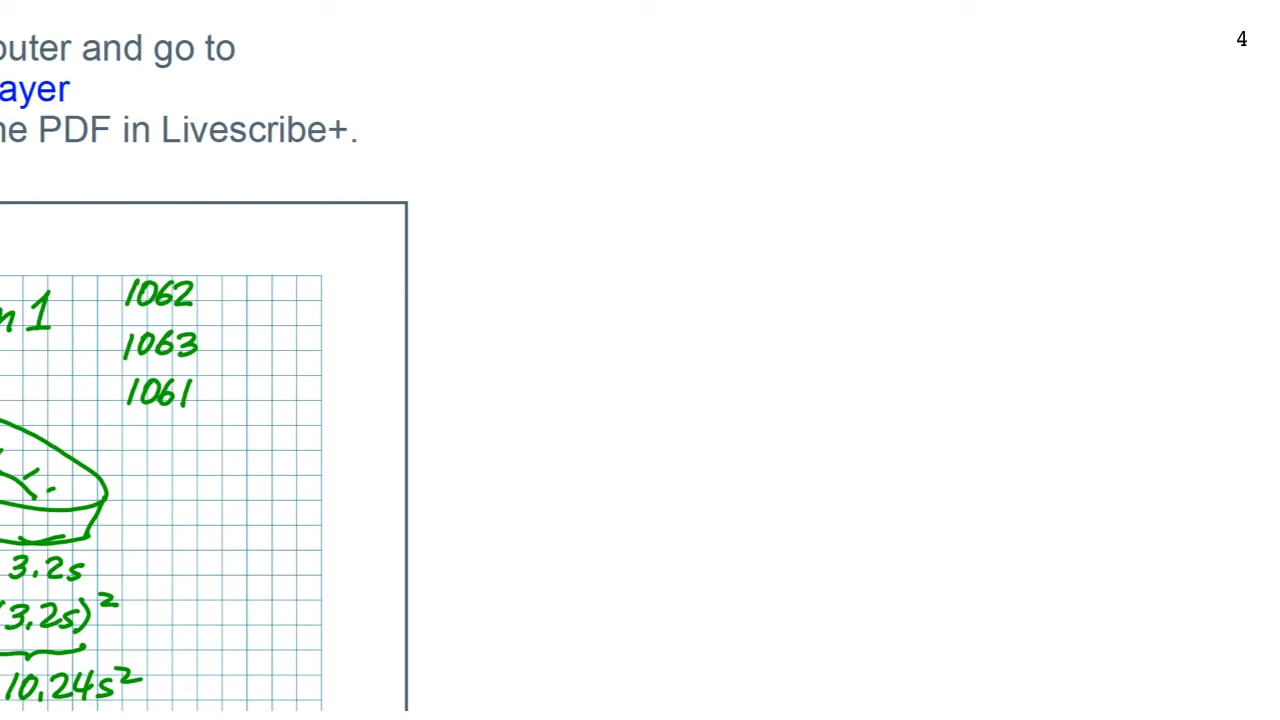 outer and go to
ayer
ne PDF in Livescribe+.
4
n 1
1062
1063
1061
3.2s
(3.2s)²
10.24s²